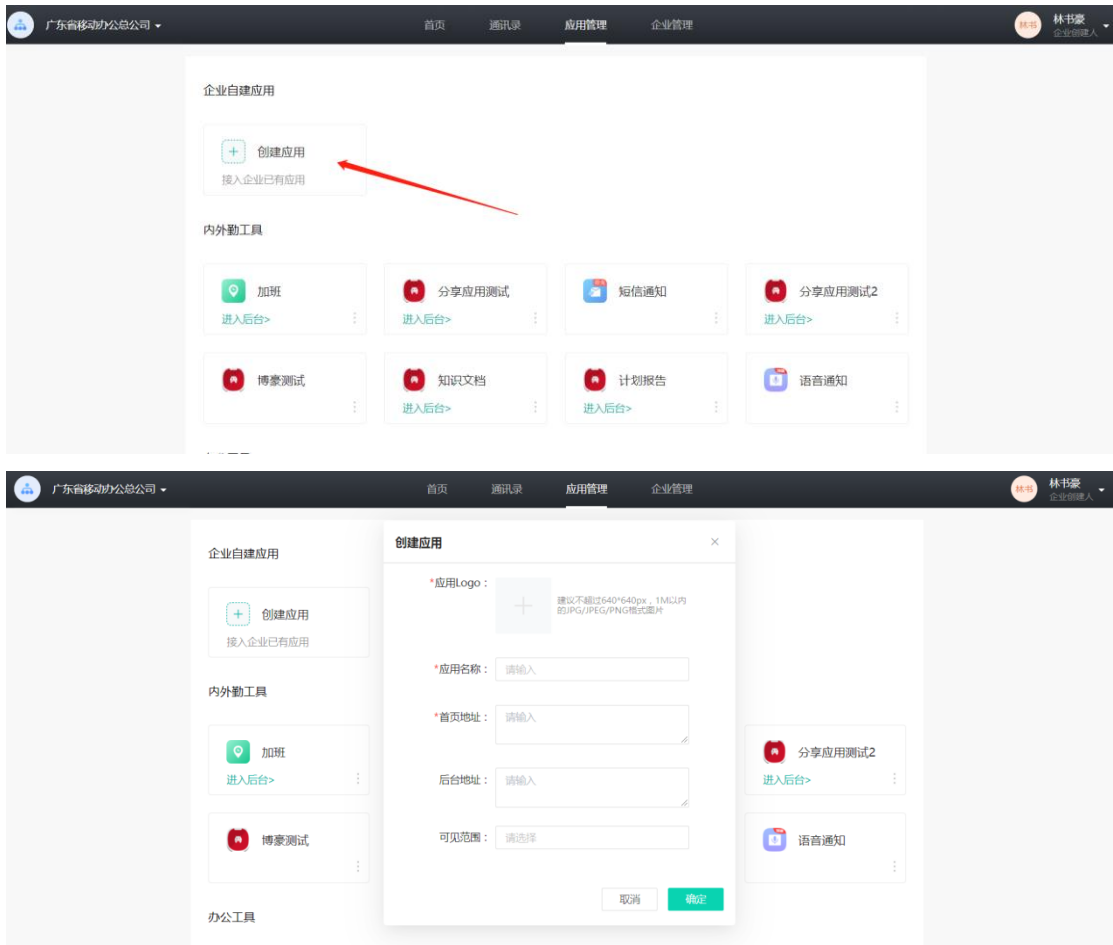 广东省移动办公总公司
首页 通讯录 应用管理 企业管理
林书
林书豪
企业创建人
企业自建应用
+ 创建应用
接入企业已有应用
内外勤工具
加班 分享应用测试 短信通知 分享应用测试2
进入后台> 进入后台> 进入后台>
博豪测试 知识文档 计划报告 语音通知
进入后台> 进入后台>
广东省移动办公总公司
首页 通讯录 应用管理 企业管理
林书
林书豪
企业创建人
企业自建应用
+ 创建应用
接入企业已有应用
内外勤工具
加班
进入后台>
博豪测试
办公工具
创建应用 ×
*应用Logo：
建议不超过640*640px，1M以内
的JPG/JPEG/PNG格式图片
*应用名称： 请输入
*首页地址： 请输入
后台地址： 请输入
可见范围： 请选择
取消 确定
分享应用测试2
进入后台>
语音通知